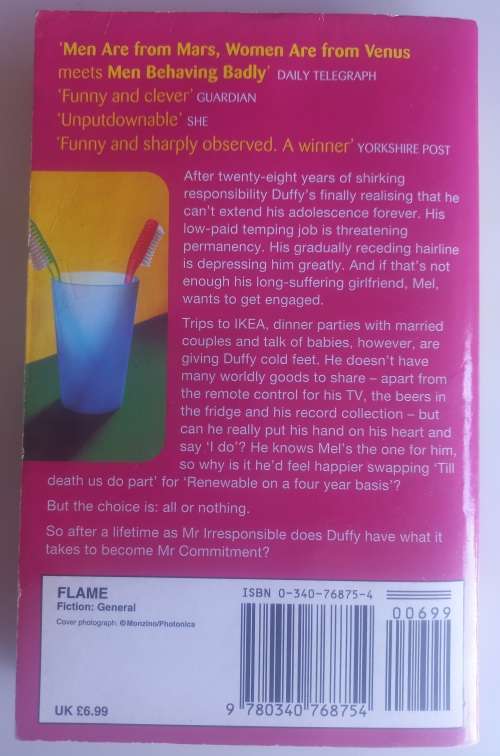 'Men Are from Mars, Women Are from Venus
meets Men Behaving Badly' DAILY TELEGRAPH
'Funny and clever' GUARDIAN
'Unputdownable' SHE
'Funny and sharply observed. A winner' YORKSHIRE POST
After twenty-eight years of shirking
responsibility Duffy's finally realising that he
can't extend his adolescence forever. His
low-paid temping job is threatening
permanency. His gradually receding hairline
is depressing him greatly. And if that's not
enough his long-suffering girlfriend, Mel,
wants to get engaged.
Trips to IKEA, dinner parties with married
couples and talk of babies, however, are
giving Duffy cold feet. He doesn't have
many worldly goods to share – apart from
the remote control for his TV, the beers in
the fridge and his record collection – but
can he really put his hand on his heart and
say 'I do'? He knows Mel's the one for him,
so why is it he'd feel happier swapping 'Till
death us do part' for 'Renewable on a four year basis'?
But the choice is: all or nothing.
So after a lifetime as Mr Irresponsible does Duffy have what it
takes to become Mr Commitment?
FLAME
Fiction: General
Cover photograph: © Monzino/Photonica
UK £6.99
ISBN 0-340-76875-4
00699
9 780340 768754